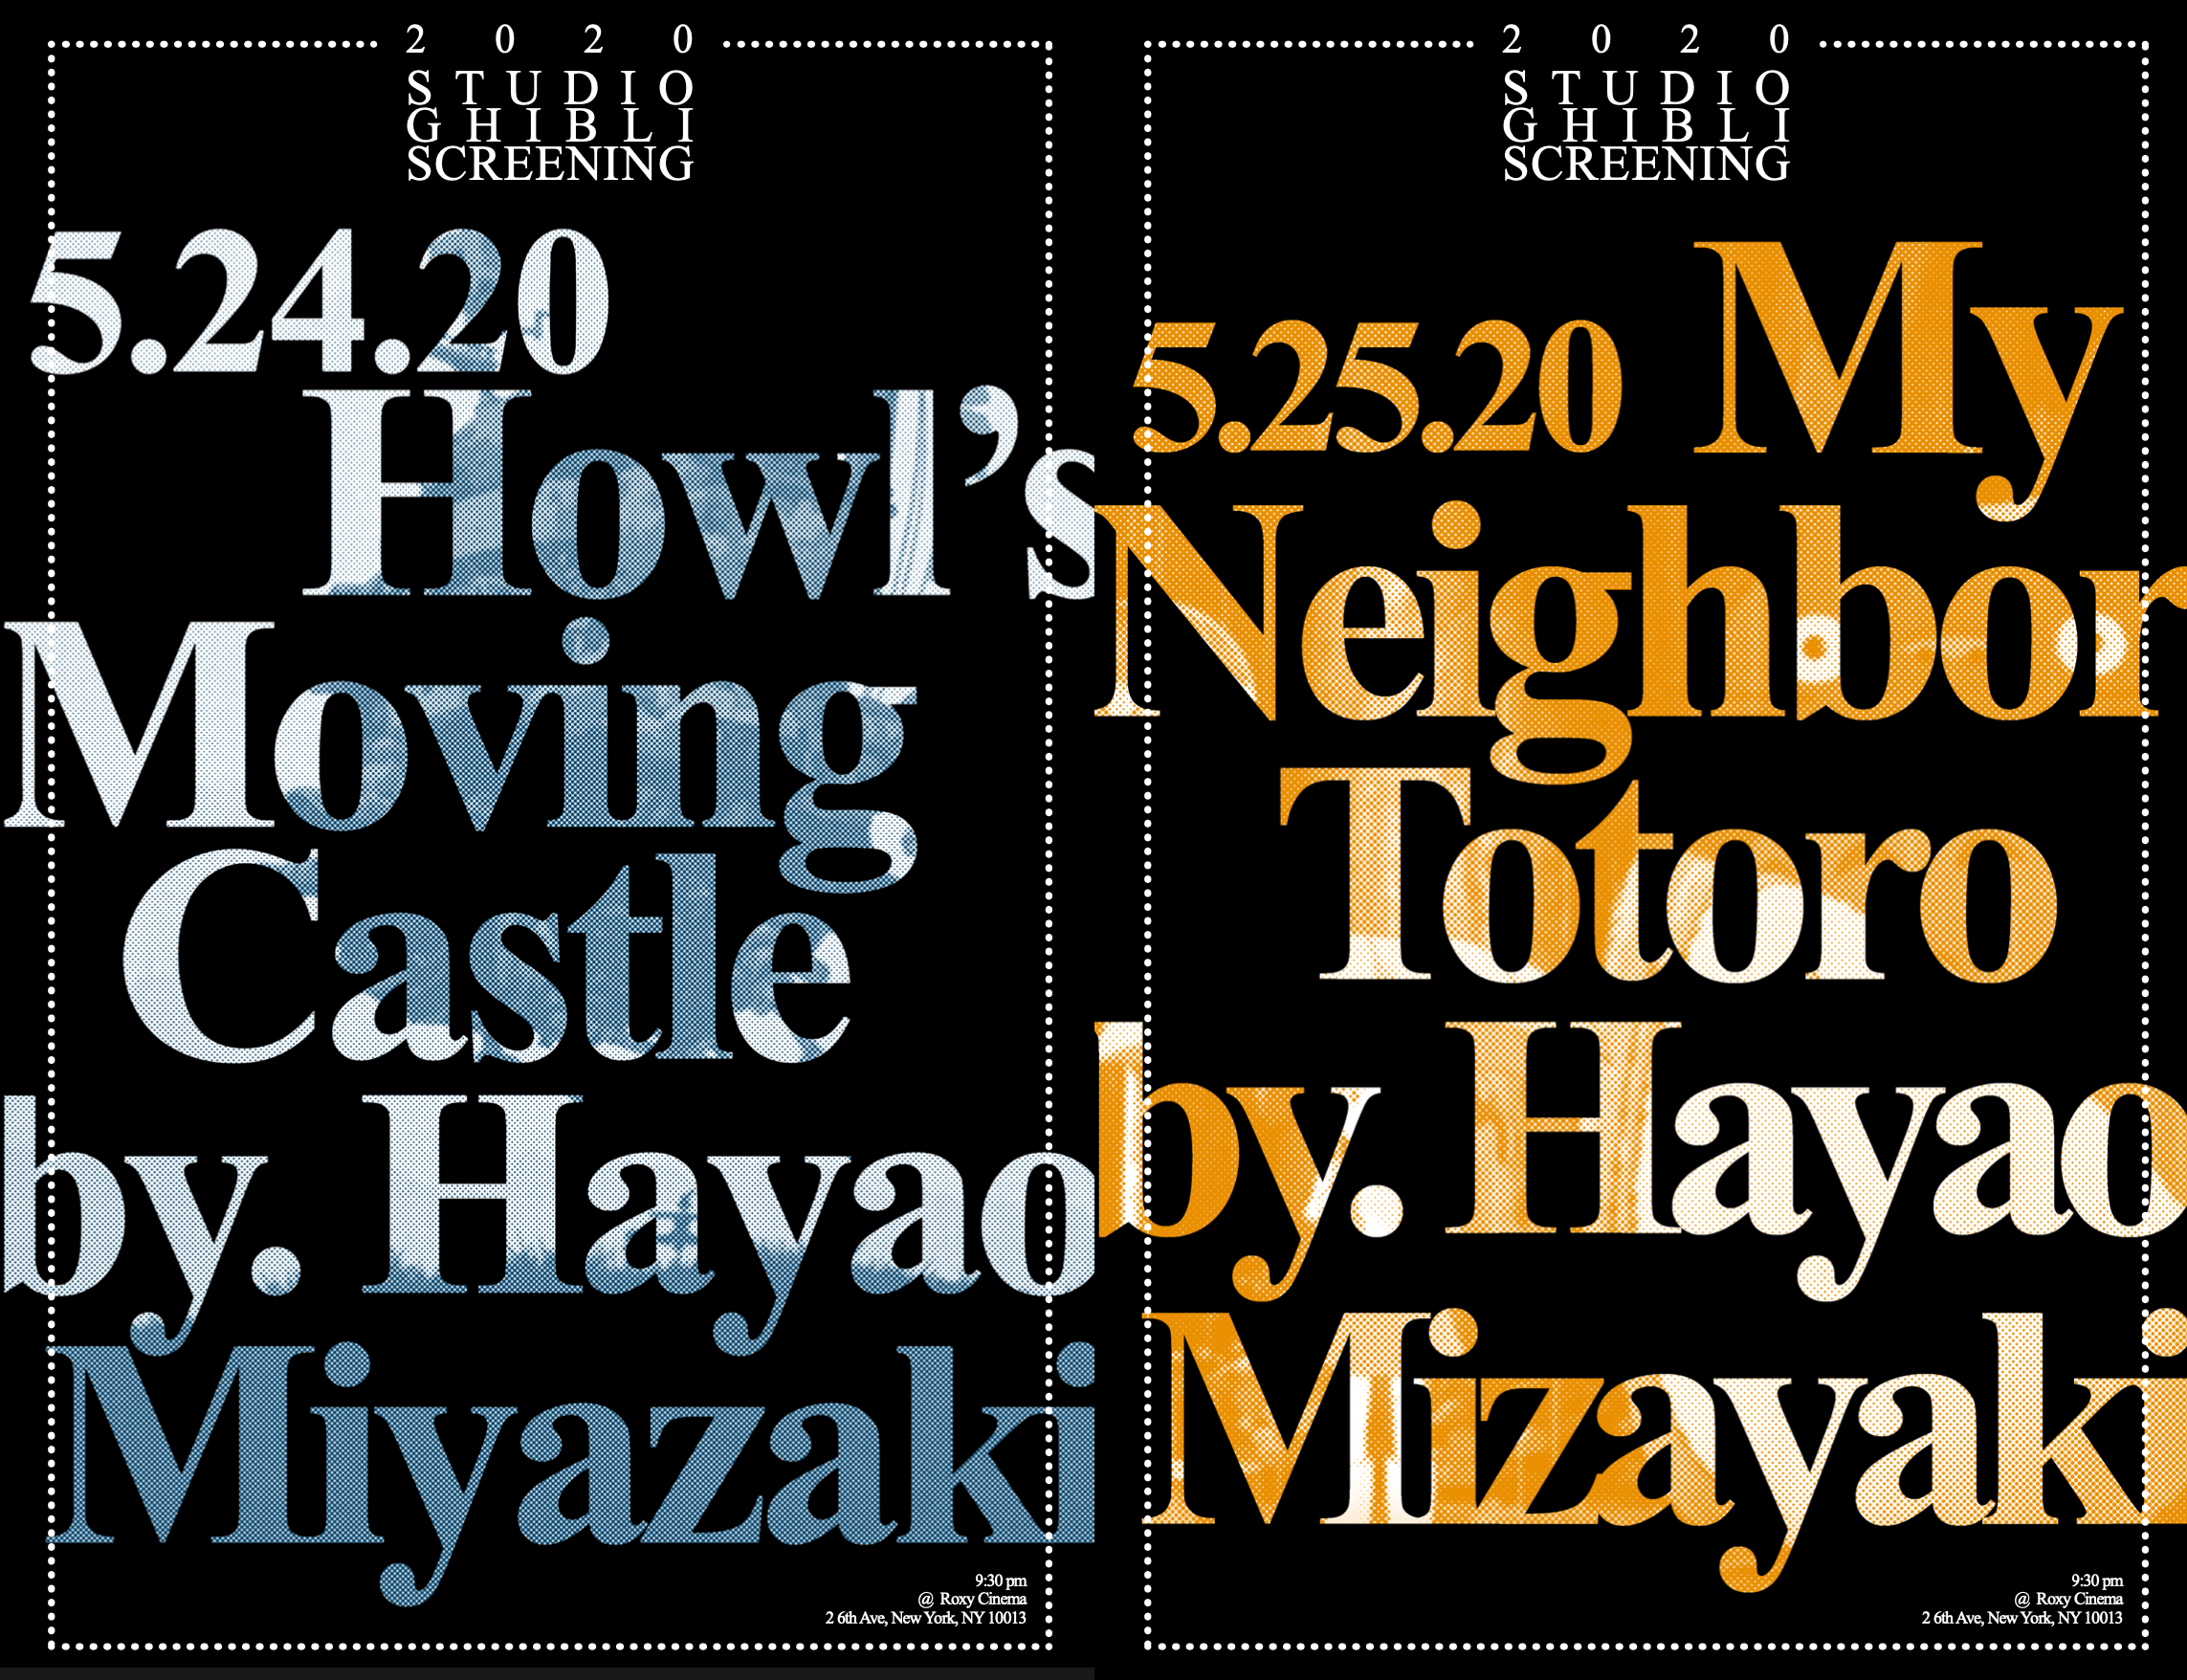 2 0 2 0
STUDIO
GHIBLI
SCREENING
5.24.20
Howl’s
Moving
Castle
by. Hayao
Miyazaki
9:30 pm
@ Roxy Cinema
2 6th Ave, New York, NY 10013
2 0 2 0
STUDIO
GHIBLI
SCREENING
5.25.20 My
Neighbor
Totoro
by. Hayao
Mizayaki
9:30 pm
@ Roxy Cinema
2 6th Ave, New York, NY 10013